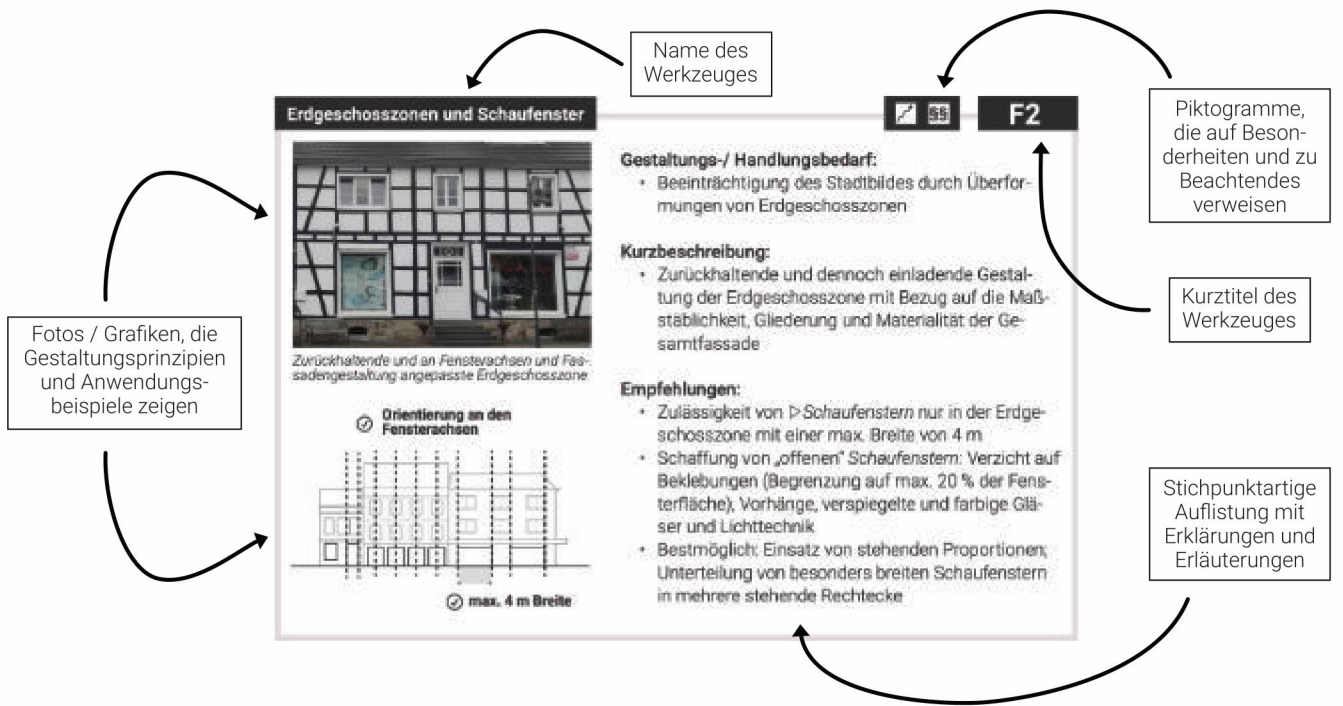 Name des
Werkzeuges
Erdgeschosszonen und Schaufenster
§§
F2
Piktogramme,
die auf Beson-
derheiten und zu
Beachtendes
verweisen
Kurztitel des
Werkzeuges
Fotos / Grafiken, die
Gestaltungsprinzipien
und Anwendungs-
beispiele zeigen
Zurückhaltende und an Fensterachsen und Fas-
sadengestaltung angepasste Erdgeschosszone
Orientierung an den
Fensterachsen
max. 4 m Breite
Gestaltungs-/ Handlungsbedarf:
• Beeinträchtigung des Stadtbildes durch Überfor-
mungen von Erdgeschosszonen
Kurzbeschreibung:
• Zurückhaltende und dennoch einladende Gestal-
tung der Erdgeschosszone mit Bezug auf die Maß-
stäblichkeit, Gliederung und Materialität der Ge-
samtfassade
Empfehlungen:
• Zulässigkeit von ▷Schaufenstern nur in der Erdge-
schosszone mit einer max. Breite von 4 m
• Schaffung von „offenen" Schaufenstern: Verzicht auf
Beklebungen (Begrenzung auf max. 20 % der Fens-
terfläche), Vorhänge, verspiegelte und farbige Glä-
ser und Lichttechnik
• Bestmöglich: Einsatz von stehenden Proportionen;
Unterteilung von besonders breiten Schaufenstern
in mehrere stehende Rechtecke
Stichpunktartige
Auflistung mit
Erklärungen und
Erläuterungen